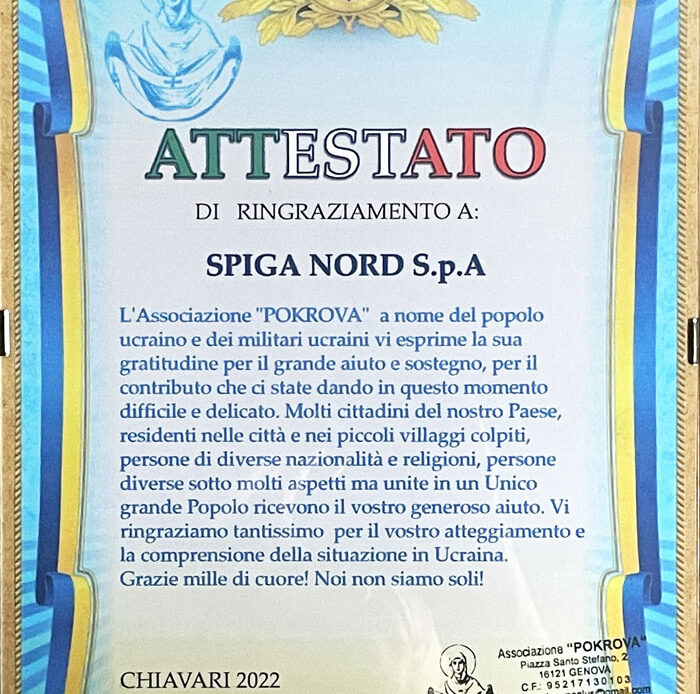 ATTESTATO
DI RINGRAZIAMENTO A:
SPIGA NORD S.p.A
L'Associazione "POKROVA" a nome del popolo
ucraino e dei militari ucraini vi esprime la sua
gratitudine per il grande aiuto e sostegno, per il
contributo che ci state dando in questo momento
difficile e delicato. Molti cittadini del nostro Paese,
residenti nelle città e nei piccoli villaggi colpiti,
persone di diverse nazionalità e religioni, persone
diverse sotto molti aspetti ma unite in un Unico
grande Popolo ricevono il vostro generoso aiuto. Vi
ringraziamo tantissimo per il vostro atteggiamento e
la comprensione della situazione in Ucraina.
Grazie mille di cuore! Noi non siamo soli!
CHIAVARI 2022
Associazione "POKROVA"
Piazza Santo Stefano, 2
16121 GENOVA
C.F.: 95217130103